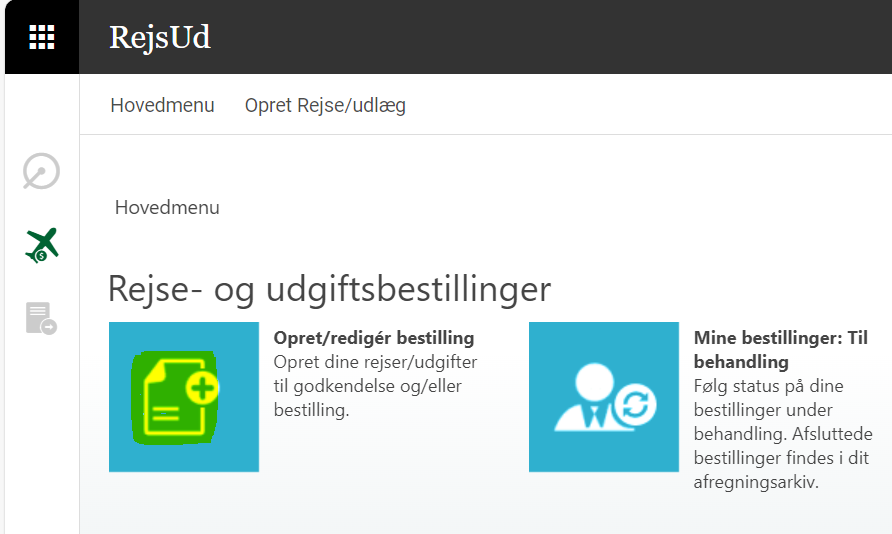 RejsUd
Hovedmenu Opret Rejse/udlæg
Hovedmenu
Rejse- og udgiftsbestillinger
Opret/redigér bestilling
Opret dine rejser/udgifter
til godkendelse og/eller
bestilling.
Mine bestillinger: Til
behandling
Følg status på dine
bestillinger under
behandling. Afsluttede
bestillinger findes i dit
afregningsarkiv.